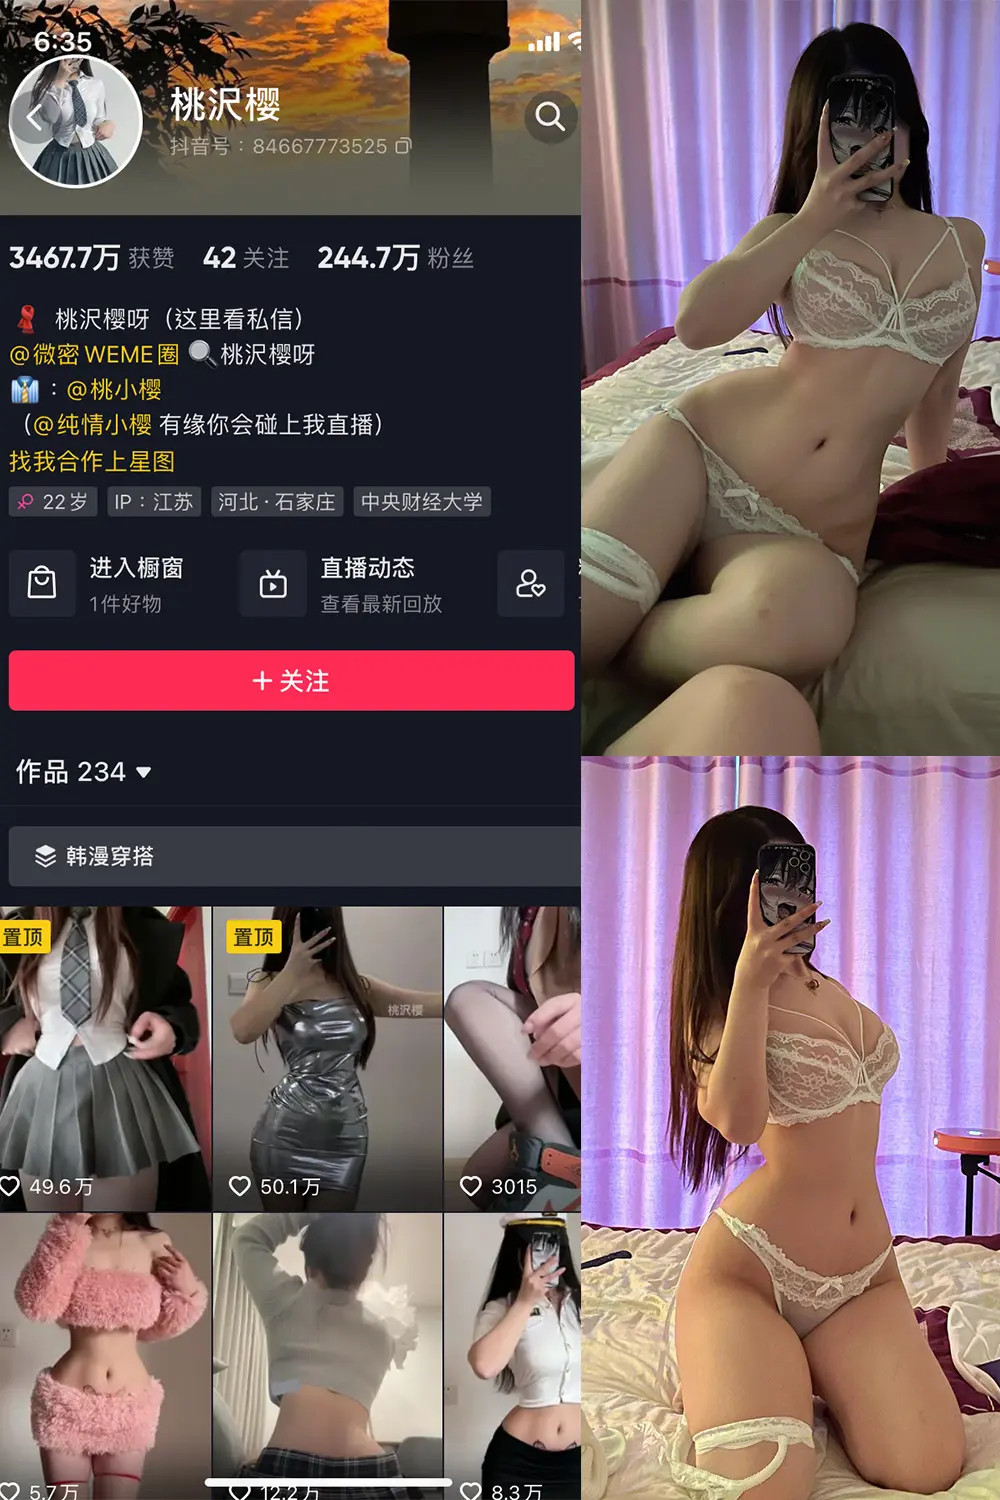 6:35
桃沢樱
抖音号：84667773525
3467.7万 获赞 42 关注 244.7万 粉丝
桃沢樱呀（这里看私信）
@微密 WEME 圈 🔍桃沢樱呀
👔：@桃小樱
（@纯情小樱 有缘你会碰上我直播）
找我合作上星图
22岁 IP：江苏 河北·石家庄 中央财经大学
进入橱窗 直播动态
1件好物 查看最新回放
+ 关注
作品 234
韩漫穿搭
置顶 置顶
桃沢樱
49.6万 50.1万 3015
5.7万 12.2万 8.3万